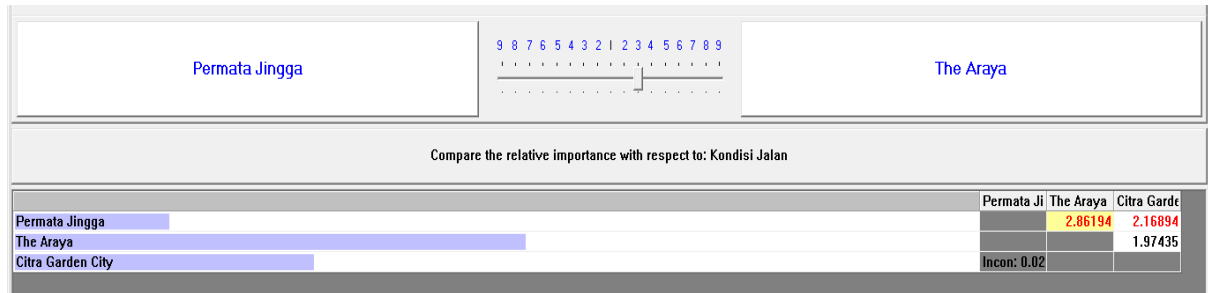 9 8 7 6 5 4 3 2 1 2 3 4 5 6 7 8 9
Permata Jingga
The Araya
Compare the relative importance with respect to: Kondisi Jalan
Permata Ji The Araya Citra Garde
Permata Jingga 2.86194 2.16894
The Araya 1.97435
Citra Garden City Incon: 0.02